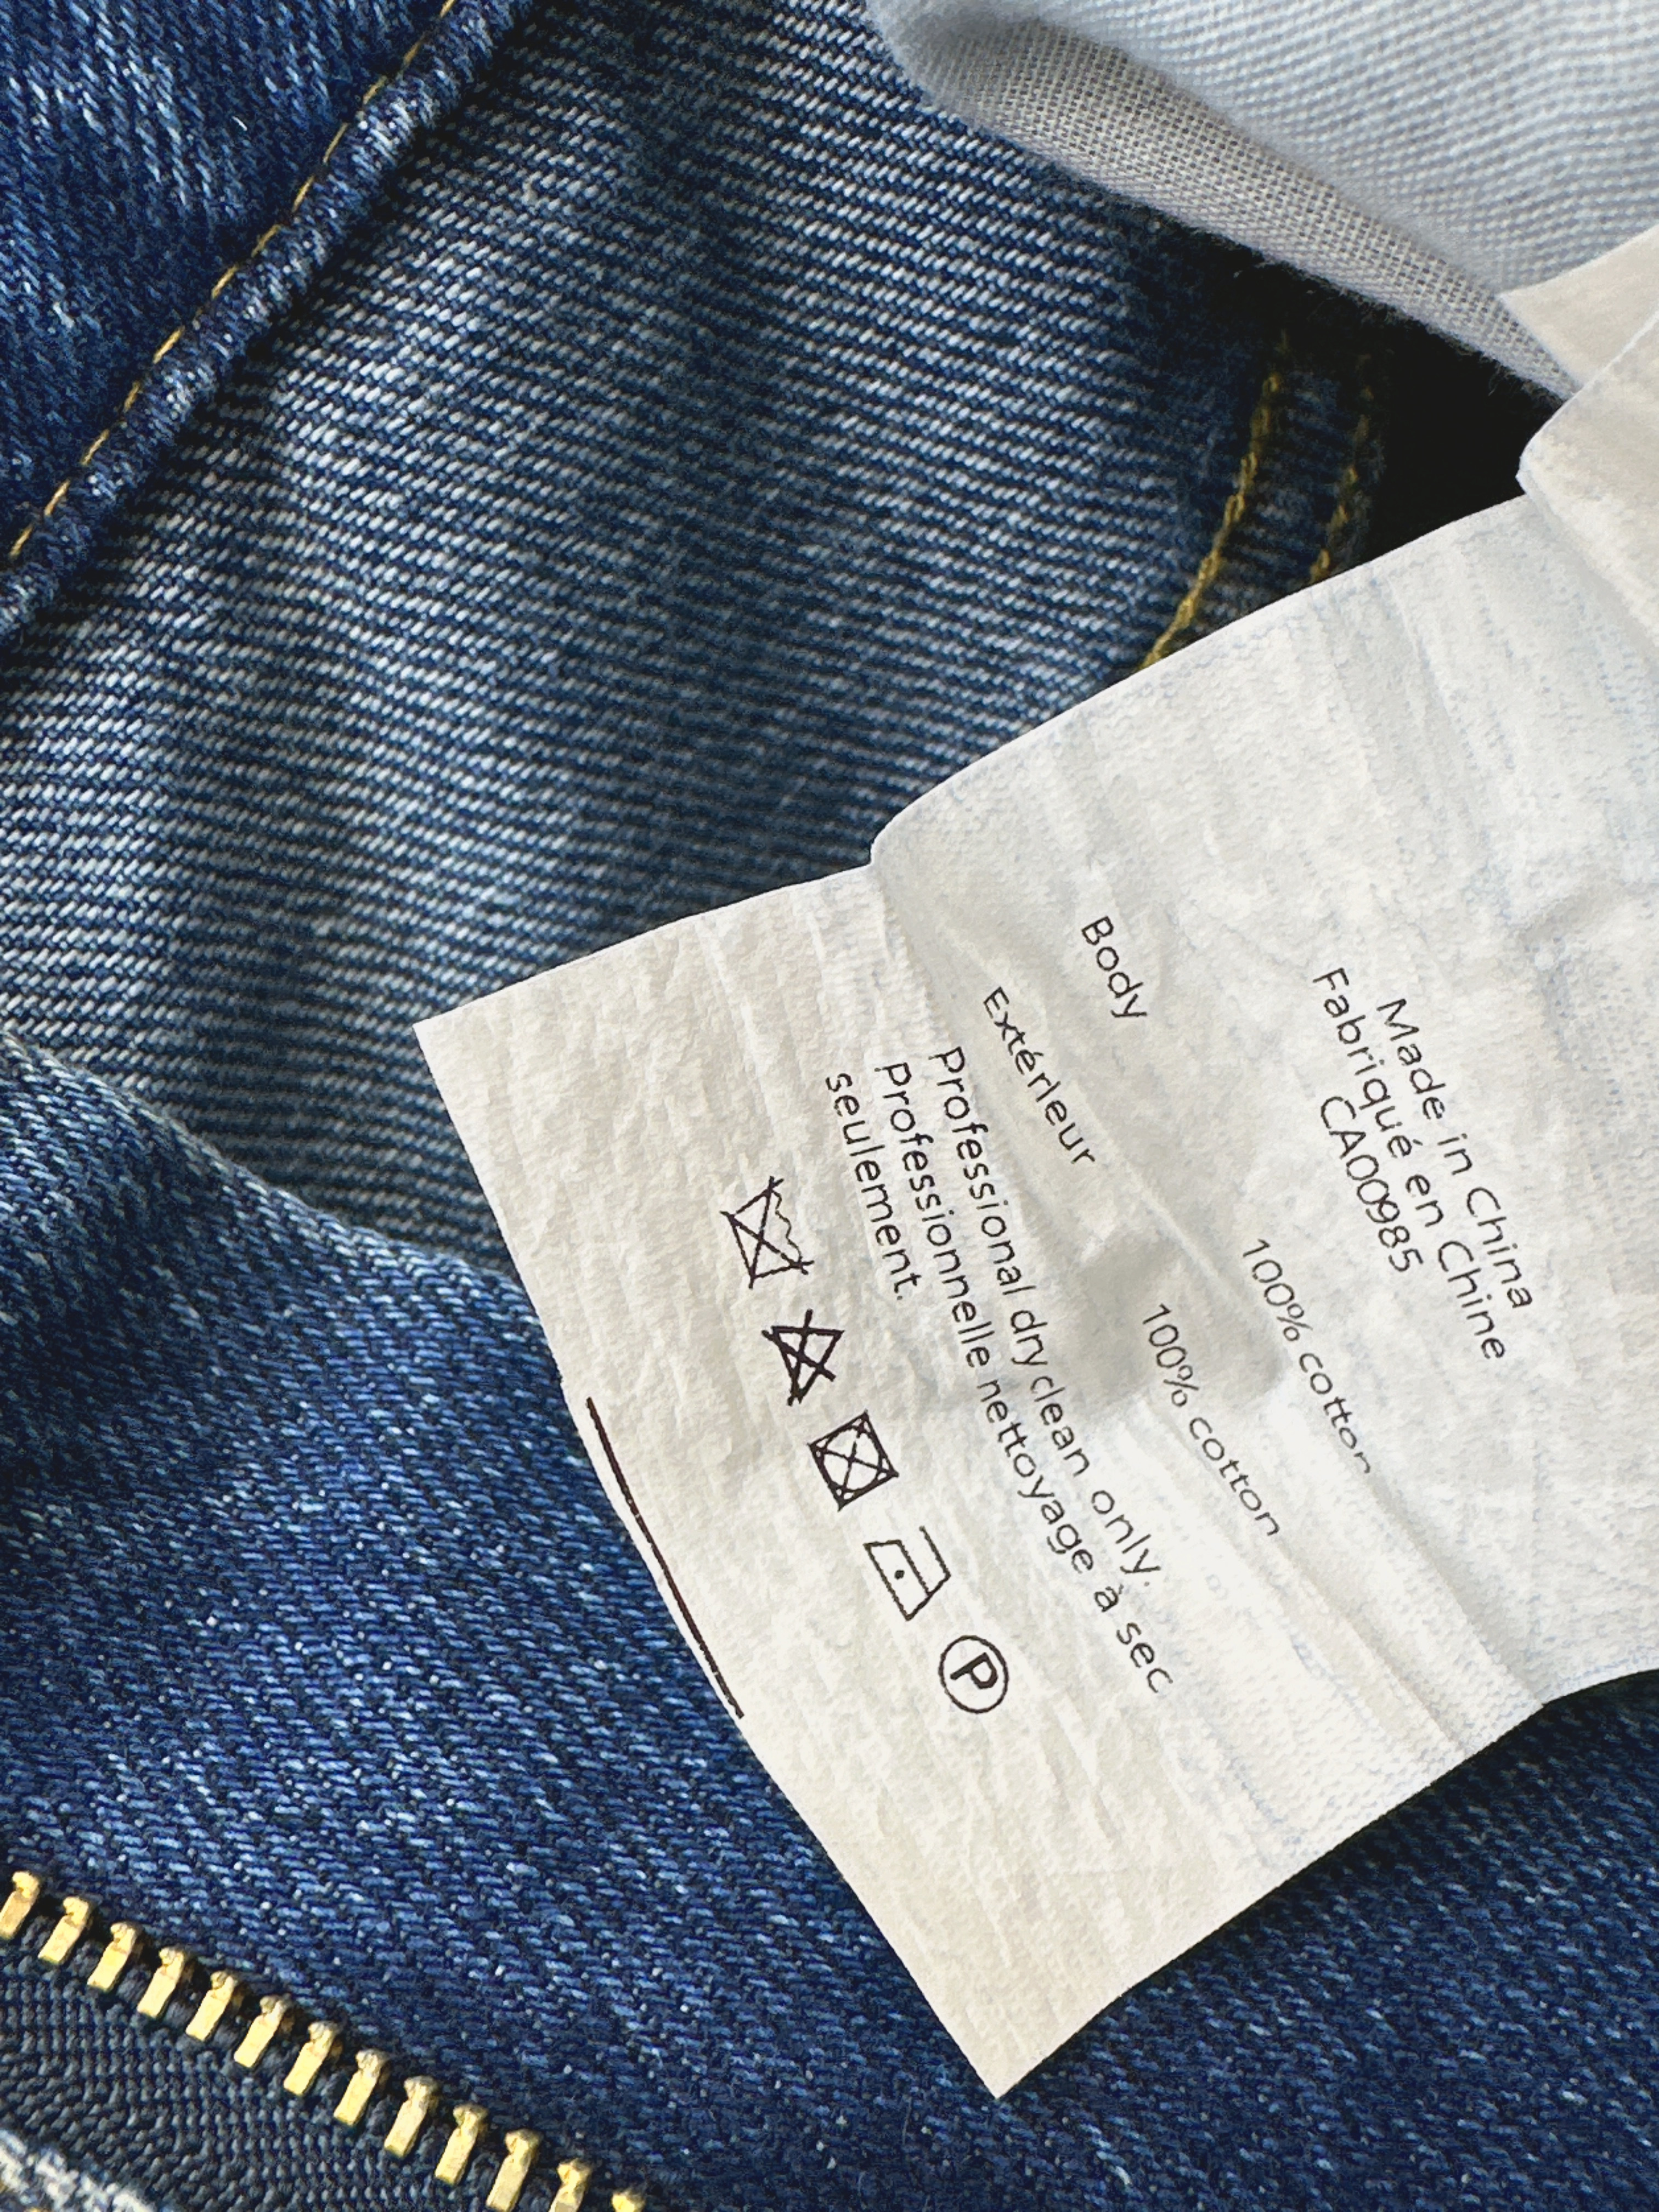 Made in China
Fabriqué en Chine
CA00985
Body 100% cotton
Extérieur 100% cotton
Professional dry clean only.
Professionnelle nettoyage à sec
seulement.
P